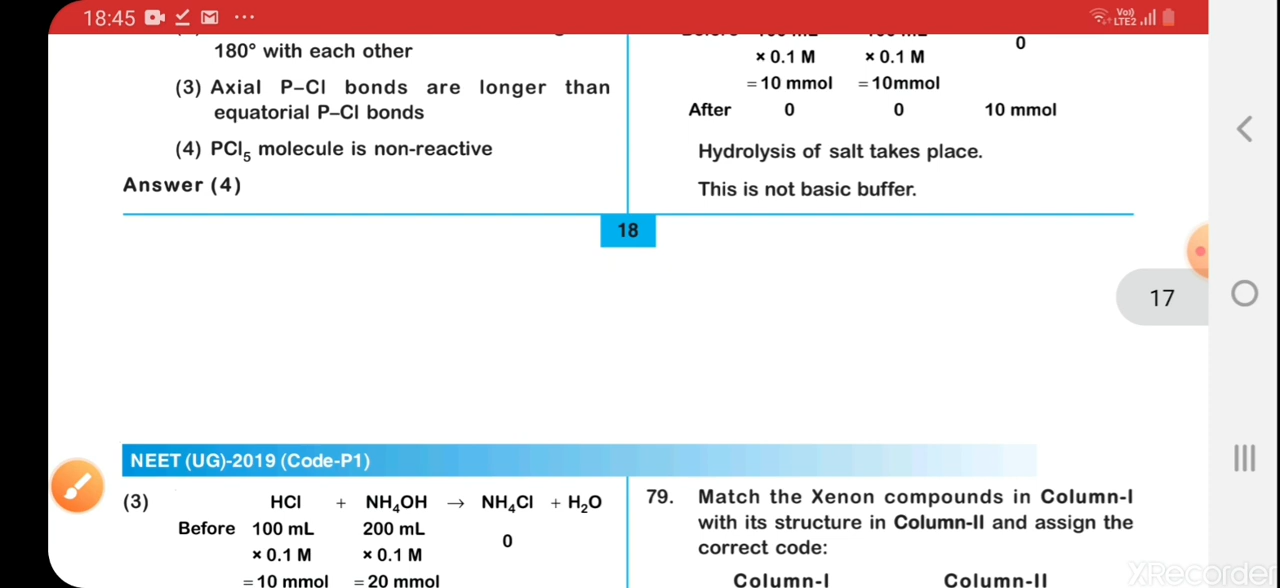 18:45
Vo)) LTE2
180° with each other
(3) Axial P–Cl bonds are longer than
equatorial P–Cl bonds
(4) PCl₅ molecule is non-reactive
Answer (4)
0
× 0.1 M × 0.1 M
= 10 mmol = 10mmol
After 0 0 10 mmol
Hydrolysis of salt takes place.
This is not basic buffer.
18
17
NEET (UG)-2019 (Code-P1)
(3) HCl + NH₄OH → NH₄Cl + H₂O
Before 100 mL 200 mL 0
× 0.1 M × 0.1 M
= 10 mmol = 20 mmol
79. Match the Xenon compounds in Column-I
with its structure in Column-II and assign the
correct code:
Column-I Column-II
XRecorder